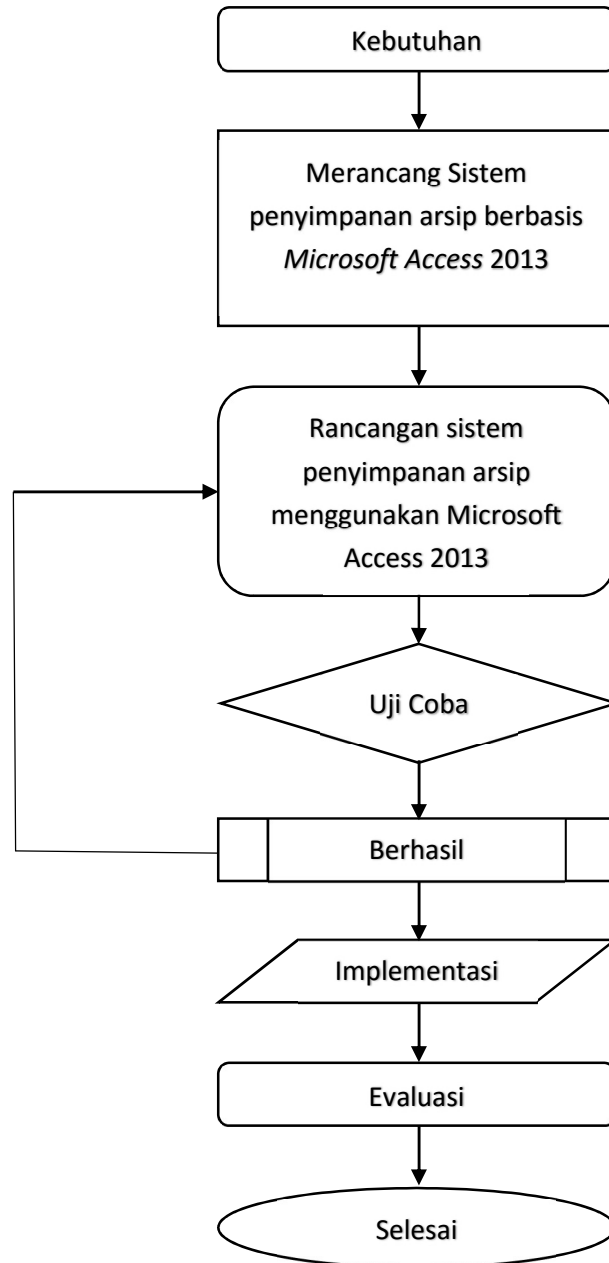 Kebutuhan
Merancang Sistem
penyimpanan arsip berbasis
Microsoft Access 2013
Rancangan sistem
penyimpanan arsip
menggunakan Microsoft
Access 2013
Uji Coba
Berhasil
Implementasi
Evaluasi
Selesai